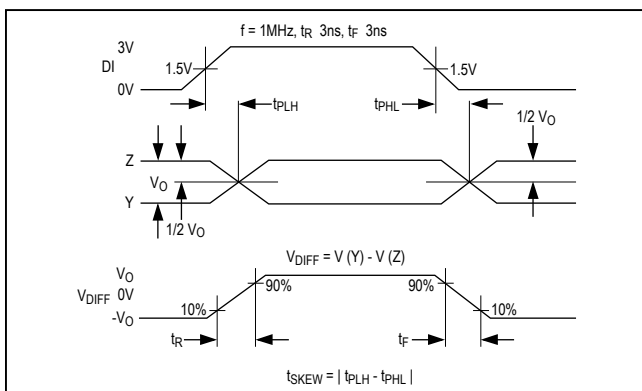 f = 1MHz, tR 3ns, tF 3ns
3V
DI
1.5V
1.5V
0V
tPLH
tPHL
1/2 VO
Z
VO
Y
1/2 VO
VDIFF = V (Y) - V (Z)
VO
90%
90%
VDIFF 0V
10%
10%
-VO
tR
tF
tSKEW = | tPLH - tPHL |